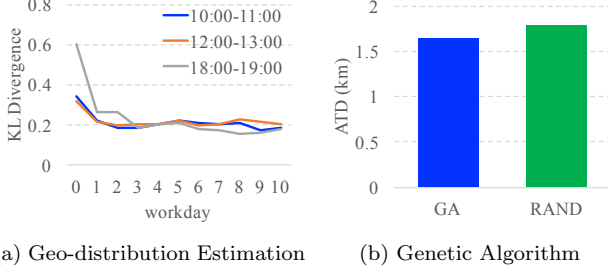 0.8
0.6
0.4
0.2
0
KL Divergence
10:00-11:00
12:00-13:00
18:00-19:00
0 1 2 3 4 5 6 7 8 9 10
workday
2
1.5
1
0.5
0
ATD (km)
GA RAND
a) Geo-distribution Estimation
(b) Genetic Algorithm